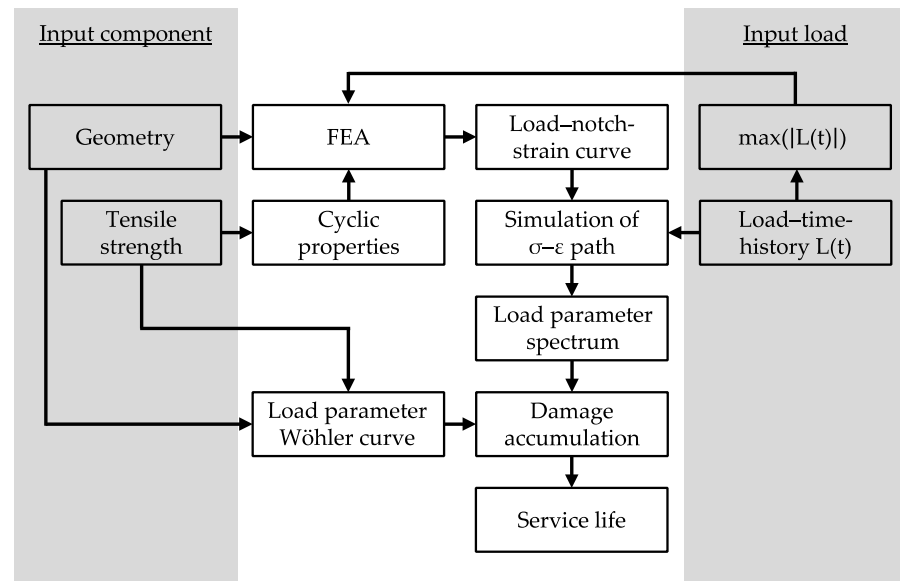 Input component
Input load
Geometry
FEA
Load–notch-
strain curve
max(|L(t)|)
Tensile
strength
Cyclic
properties
Simulation of
σ–ε path
Load–time-
history L(t)
Load parameter
spectrum
Load parameter
Wöhler curve
Damage
accumulation
Service life